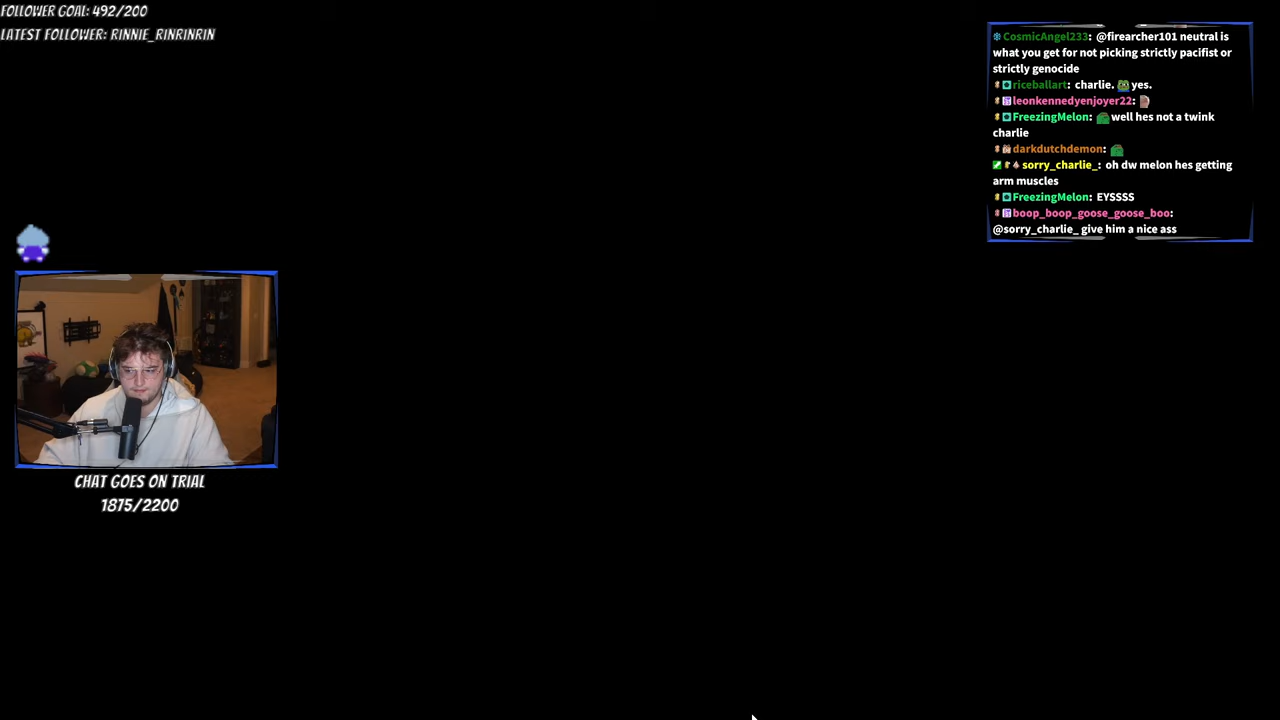 FOLLOWER GOAL: 492/200
LATEST FOLLOWER: RINNIE_RINRINRIN
CosmicAngel233: @firearcher101 neutral is
what you get for not picking strictly pacifist or
strictly genocide
riceballart: charlie. yes.
leonkennedyenjoyer22:
FreezingMelon: well hes not a twink
charlie
darkdutchdemon:
sorry_charlie_: oh dw melon hes getting
arm muscles
FreezingMelon: EYSSSS
boop_boop_goose_goose_boo:
@sorry_charlie_ give him a nice ass
CHAT GOES ON TRIAL
1875/2200